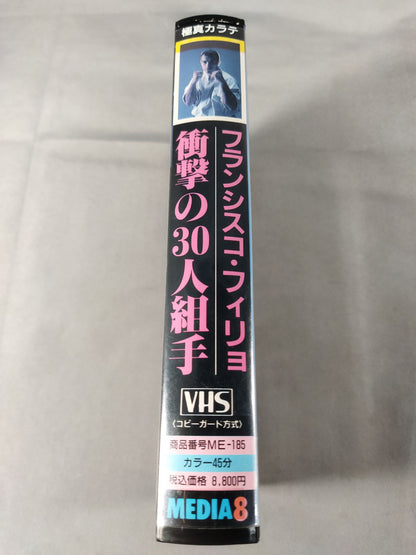 極真カラテ
フランシスコ・フィリョ
衝撃の30人組手
VHS
〈コピーガード方式〉
商品番号ME-185
カラー45分
税込価格 8,800円
MEDIA8